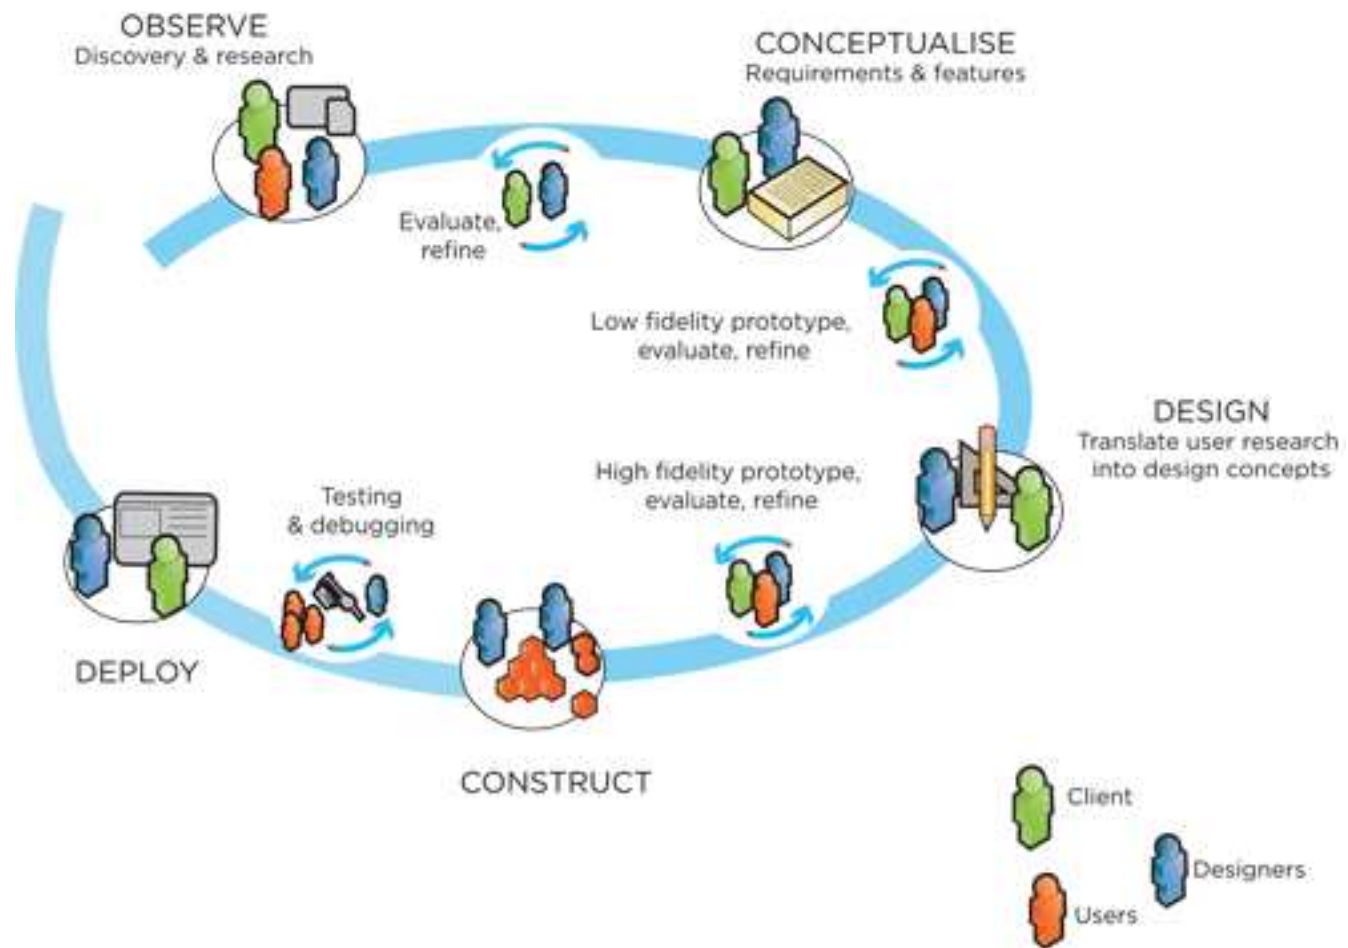 OBSERVE
Discovery & research
CONCEPTUALISE
Requirements & features
Evaluate,
refine
Low fidelity prototype,
evaluate, refine
DESIGN
Translate user research
into design concepts
High fidelity prototype,
evaluate, refine
Testing
& debugging
DEPLOY
CONSTRUCT
Client
Designers
Users